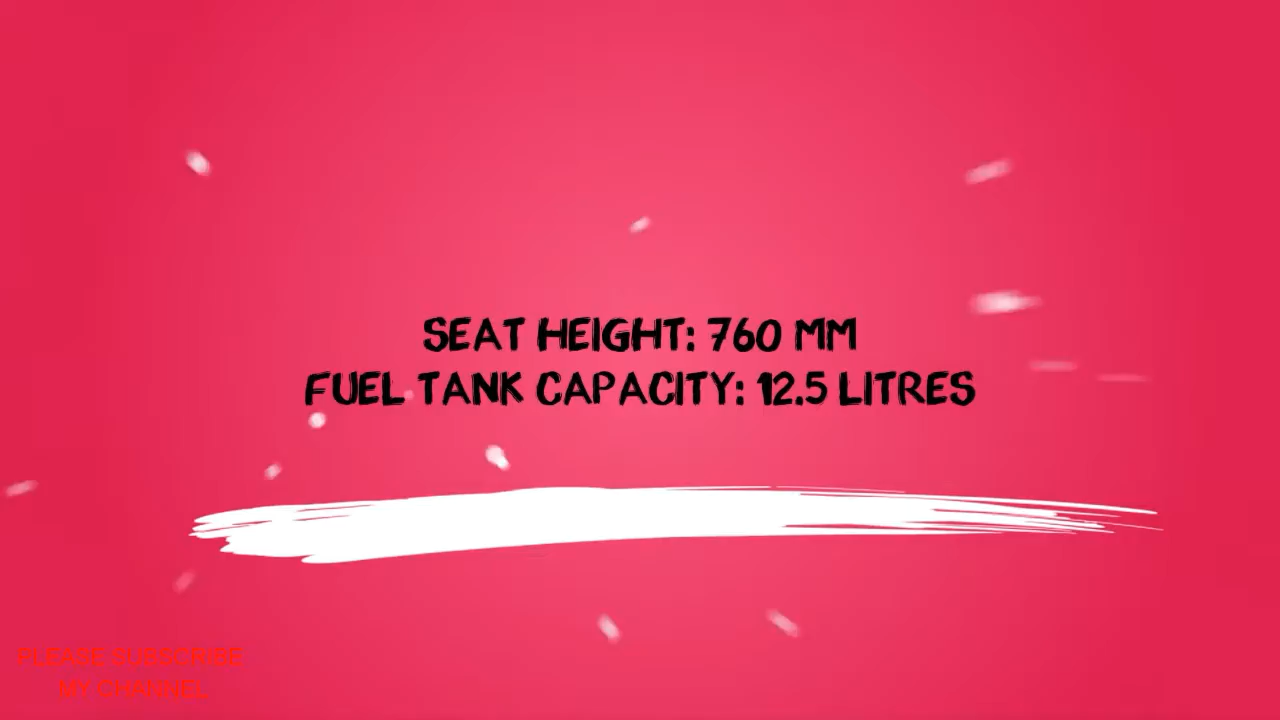 SEAT HEIGHT: 760 MM
FUEL TANK CAPACITY: 12.5 LITRES
PLEASE SUBSCRIBE
MY CHANNEL